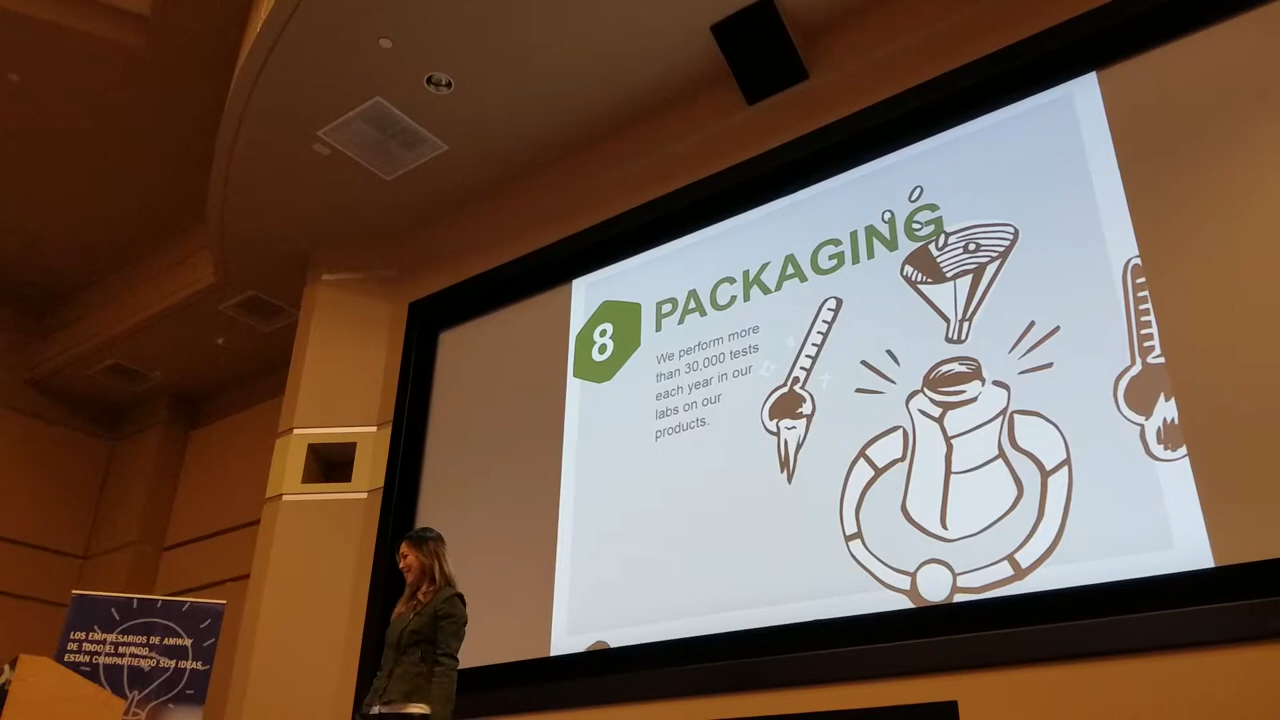 8
PACKAGING
We perform more
than 30,000 tests
each year in our
labs on our
products.
LOS EMPRESARIOS DE AMWAY
DE TODO EL MUNDO
ESTÁN COMPARTIENDO SUS IDEAS